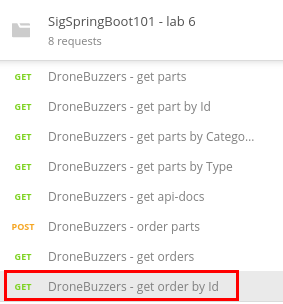 SigSpringBoot101 - lab 6
8 requests
GET DroneBuzzers - get parts
GET DroneBuzzers - get part by Id
GET DroneBuzzers - get parts by Catego...
GET DroneBuzzers - get parts by Type
GET DroneBuzzers - get api-docs
POST DroneBuzzers - order parts
GET DroneBuzzers - get orders
GET DroneBuzzers - get order by Id